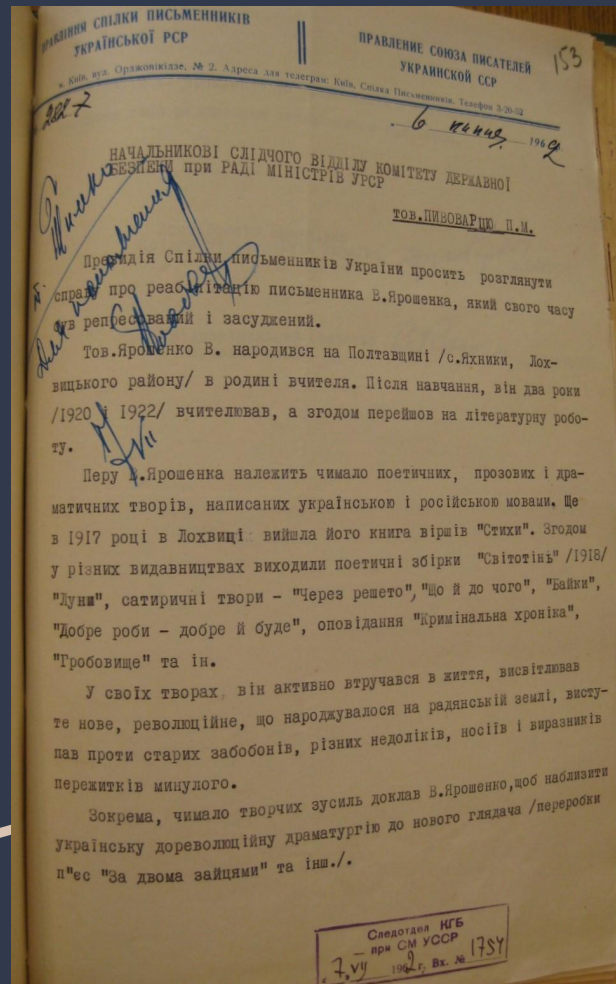 ПРАВЛІННЯ СПІЛКИ ПИСЬМЕННИКІВ
УКРАЇНСЬКОЇ РСР
ПРАВЛЕНИЕ СОЮЗА ПИСАТЕЛЕЙ
УКРАИНСКОЙ ССР
153
м. Київ, вул. Орджонікідзе, № 2. Адреса для телеграм: Київ, Спілка Письменників. Телефон 3-20-52
6 липня 1962
НАЧАЛЬНИКОВІ СЛІДЧОГО ВІДДІЛУ КОМІТЕТУ ДЕРЖАВНОЇ
БЕЗПЕКИ при РАДІ МІНІСТРІВ УРСР
тов.ПИВОВАРЦЮ П.М.
Президія Спілки письменників України просить розглянути
справу про реабілітацію письменника В.Ярошенка, який свого часу
був репресований і засуджений.
Тов.Ярошенко В. народився на Полтавщині /с.Яхники, Лох-
вицького району/ в родині вчителя. Після навчання, він два роки
/1920 і 1922/ вчителював, а згодом перейшов на літературну робо-
ту.
7/VII
Перу В.Ярошенка належить чимало поетичних, прозових і дра-
матичних творів, написаних українською і російською мовами. Ще
в 1917 році в Лохвиці вийшла його книга віршів "Стихи". Згодом
у різних видавництвах виходили поетичні збірки "Світотінь" /1918/
"Луни", сатиричні твори – "Через решето", "Що й до чого", "Байки",
"Добре роби – добре й буде", оповідання "Кримінальна хроніка",
"Гробовище" та ін.
У своїх творах він активно втручався в життя, висвітлював
те нове, революційне, що народжувалося на радянській землі, висту-
пав проти старих забобонів, різних недоліків, носіїв і виразників
пережитків минулого.
Зокрема, чимало творчих зусиль доклав В.Ярошенко,щоб наблизити
українську дореволюційну драматургію до нового глядача /переробки
п"єс "За двома зайцями" та інш./.
Следотдел КГБ
при СМ УССР
7.VII 1962 г. Вх. № 1754